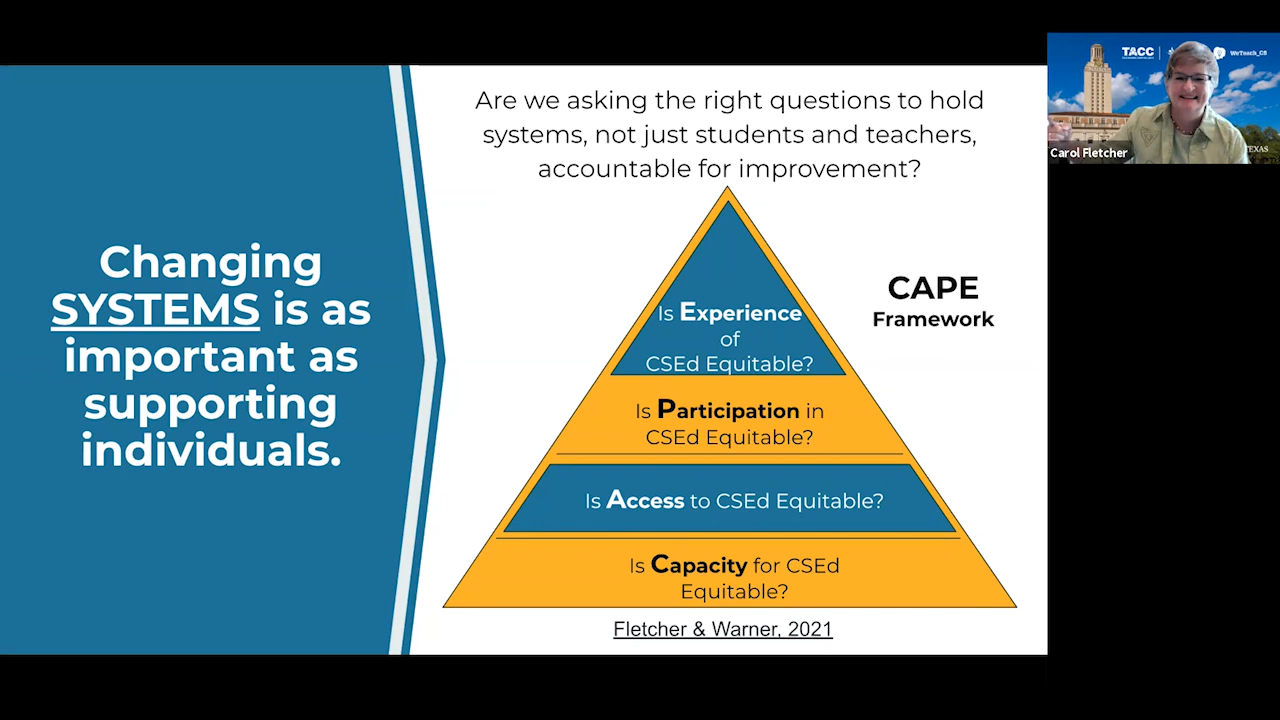 Changing
SYSTEMS is as
important as
supporting
individuals.
Are we asking the right questions to hold
systems, not just students and teachers,
accountable for improvement?
Is Experience
of
CSEd Equitable?
Is Participation in
CSEd Equitable?
Is Access to CSEd Equitable?
Is Capacity for CSEd
Equitable?
CAPE
Framework
Fletcher & Warner, 2021
TACC
WeTeach_CS
Carol Fletcher